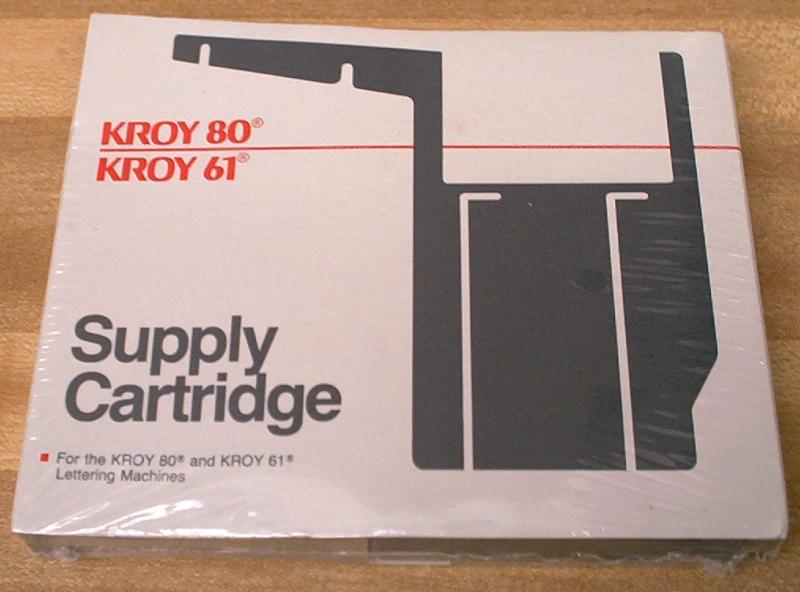 KROY 80®
KROY 61®
Supply
Cartridge
For the KROY 80® and KROY 61®
Lettering Machines